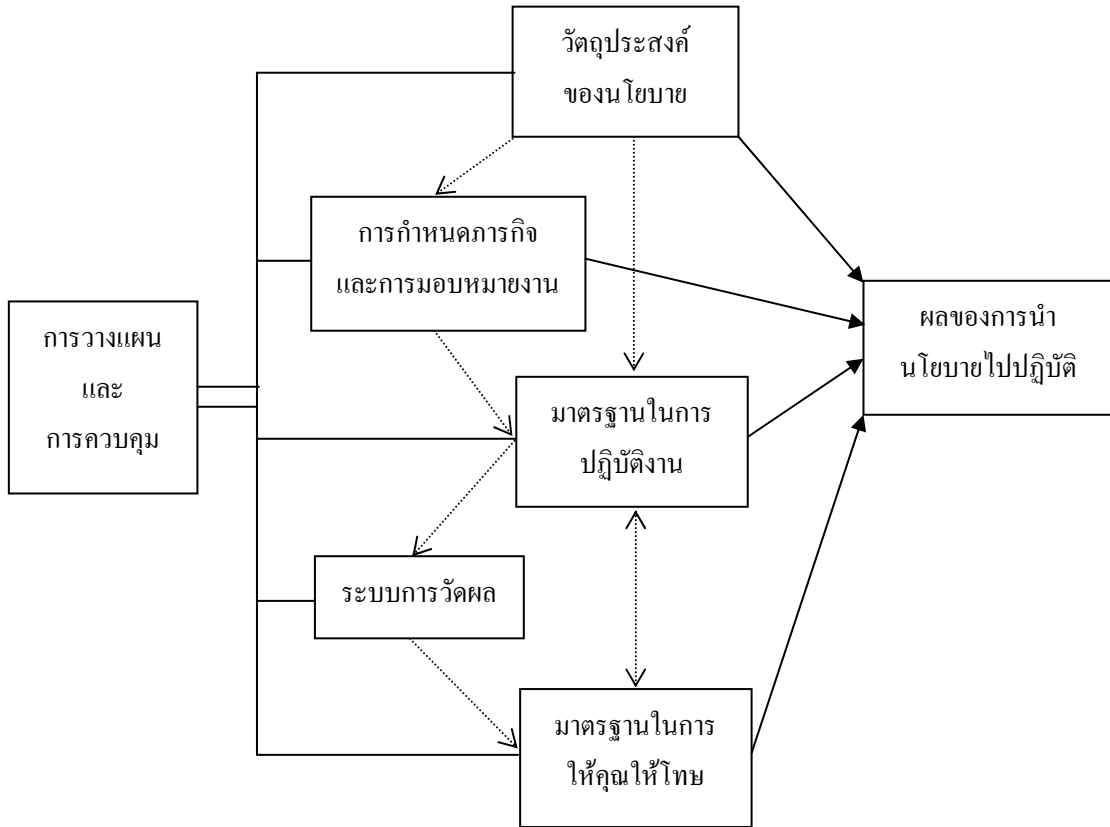 วัตถุประสงค์
ของนโยบาย
การกำหนดภารกิจ
และการมอบหมายงาน
การวางแผน
และ
การควบคุม
ผลของการนำ
นโยบายไปปฏิบัติ
มาตรฐานในการ
ปฏิบัติงาน
ระบบการวัดผล
มาตรฐานในการ
ให้คุณให้โทษ